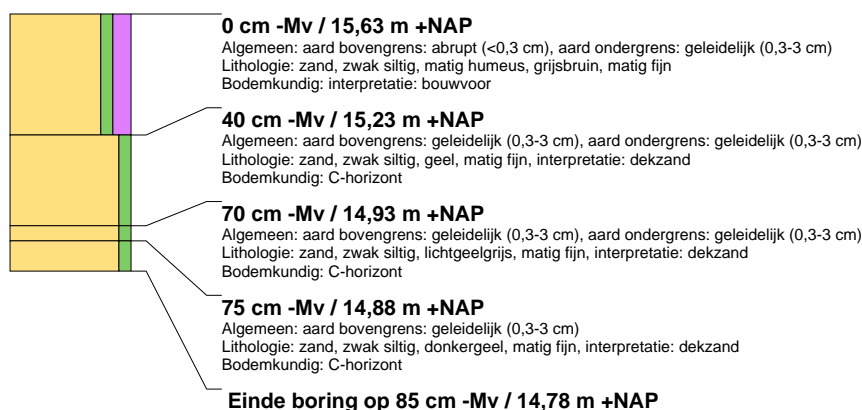 0 cm -Mv / 15,63 m +NAP
Algemeen: aard bovengrens: abrupt (<0,3 cm), aard ondergrens: geleidelijk (0,3-3 cm)
Lithologie: zand, zwak siltig, matig humeus, grijsbruin, matig fijn
Bodemkundig: interpretatie: bouwvoor
40 cm -Mv / 15,23 m +NAP
Algemeen: aard bovengrens: geleidelijk (0,3-3 cm), aard ondergrens: geleidelijk (0,3-3 cm)
Lithologie: zand, zwak siltig, geel, matig fijn, interpretatie: dekzand
Bodemkundig: C-horizont
70 cm -Mv / 14,93 m +NAP
Algemeen: aard bovengrens: geleidelijk (0,3-3 cm), aard ondergrens: geleidelijk (0,3-3 cm)
Lithologie: zand, zwak siltig, lichtgeelgrijs, matig fijn, interpretatie: dekzand
Bodemkundig: C-horizont
75 cm -Mv / 14,88 m +NAP
Algemeen: aard bovengrens: geleidelijk (0,3-3 cm)
Lithologie: zand, zwak siltig, donkergeel, matig fijn, interpretatie: dekzand
Bodemkundig: C-horizont
Einde boring op 85 cm -Mv / 14,78 m +NAP